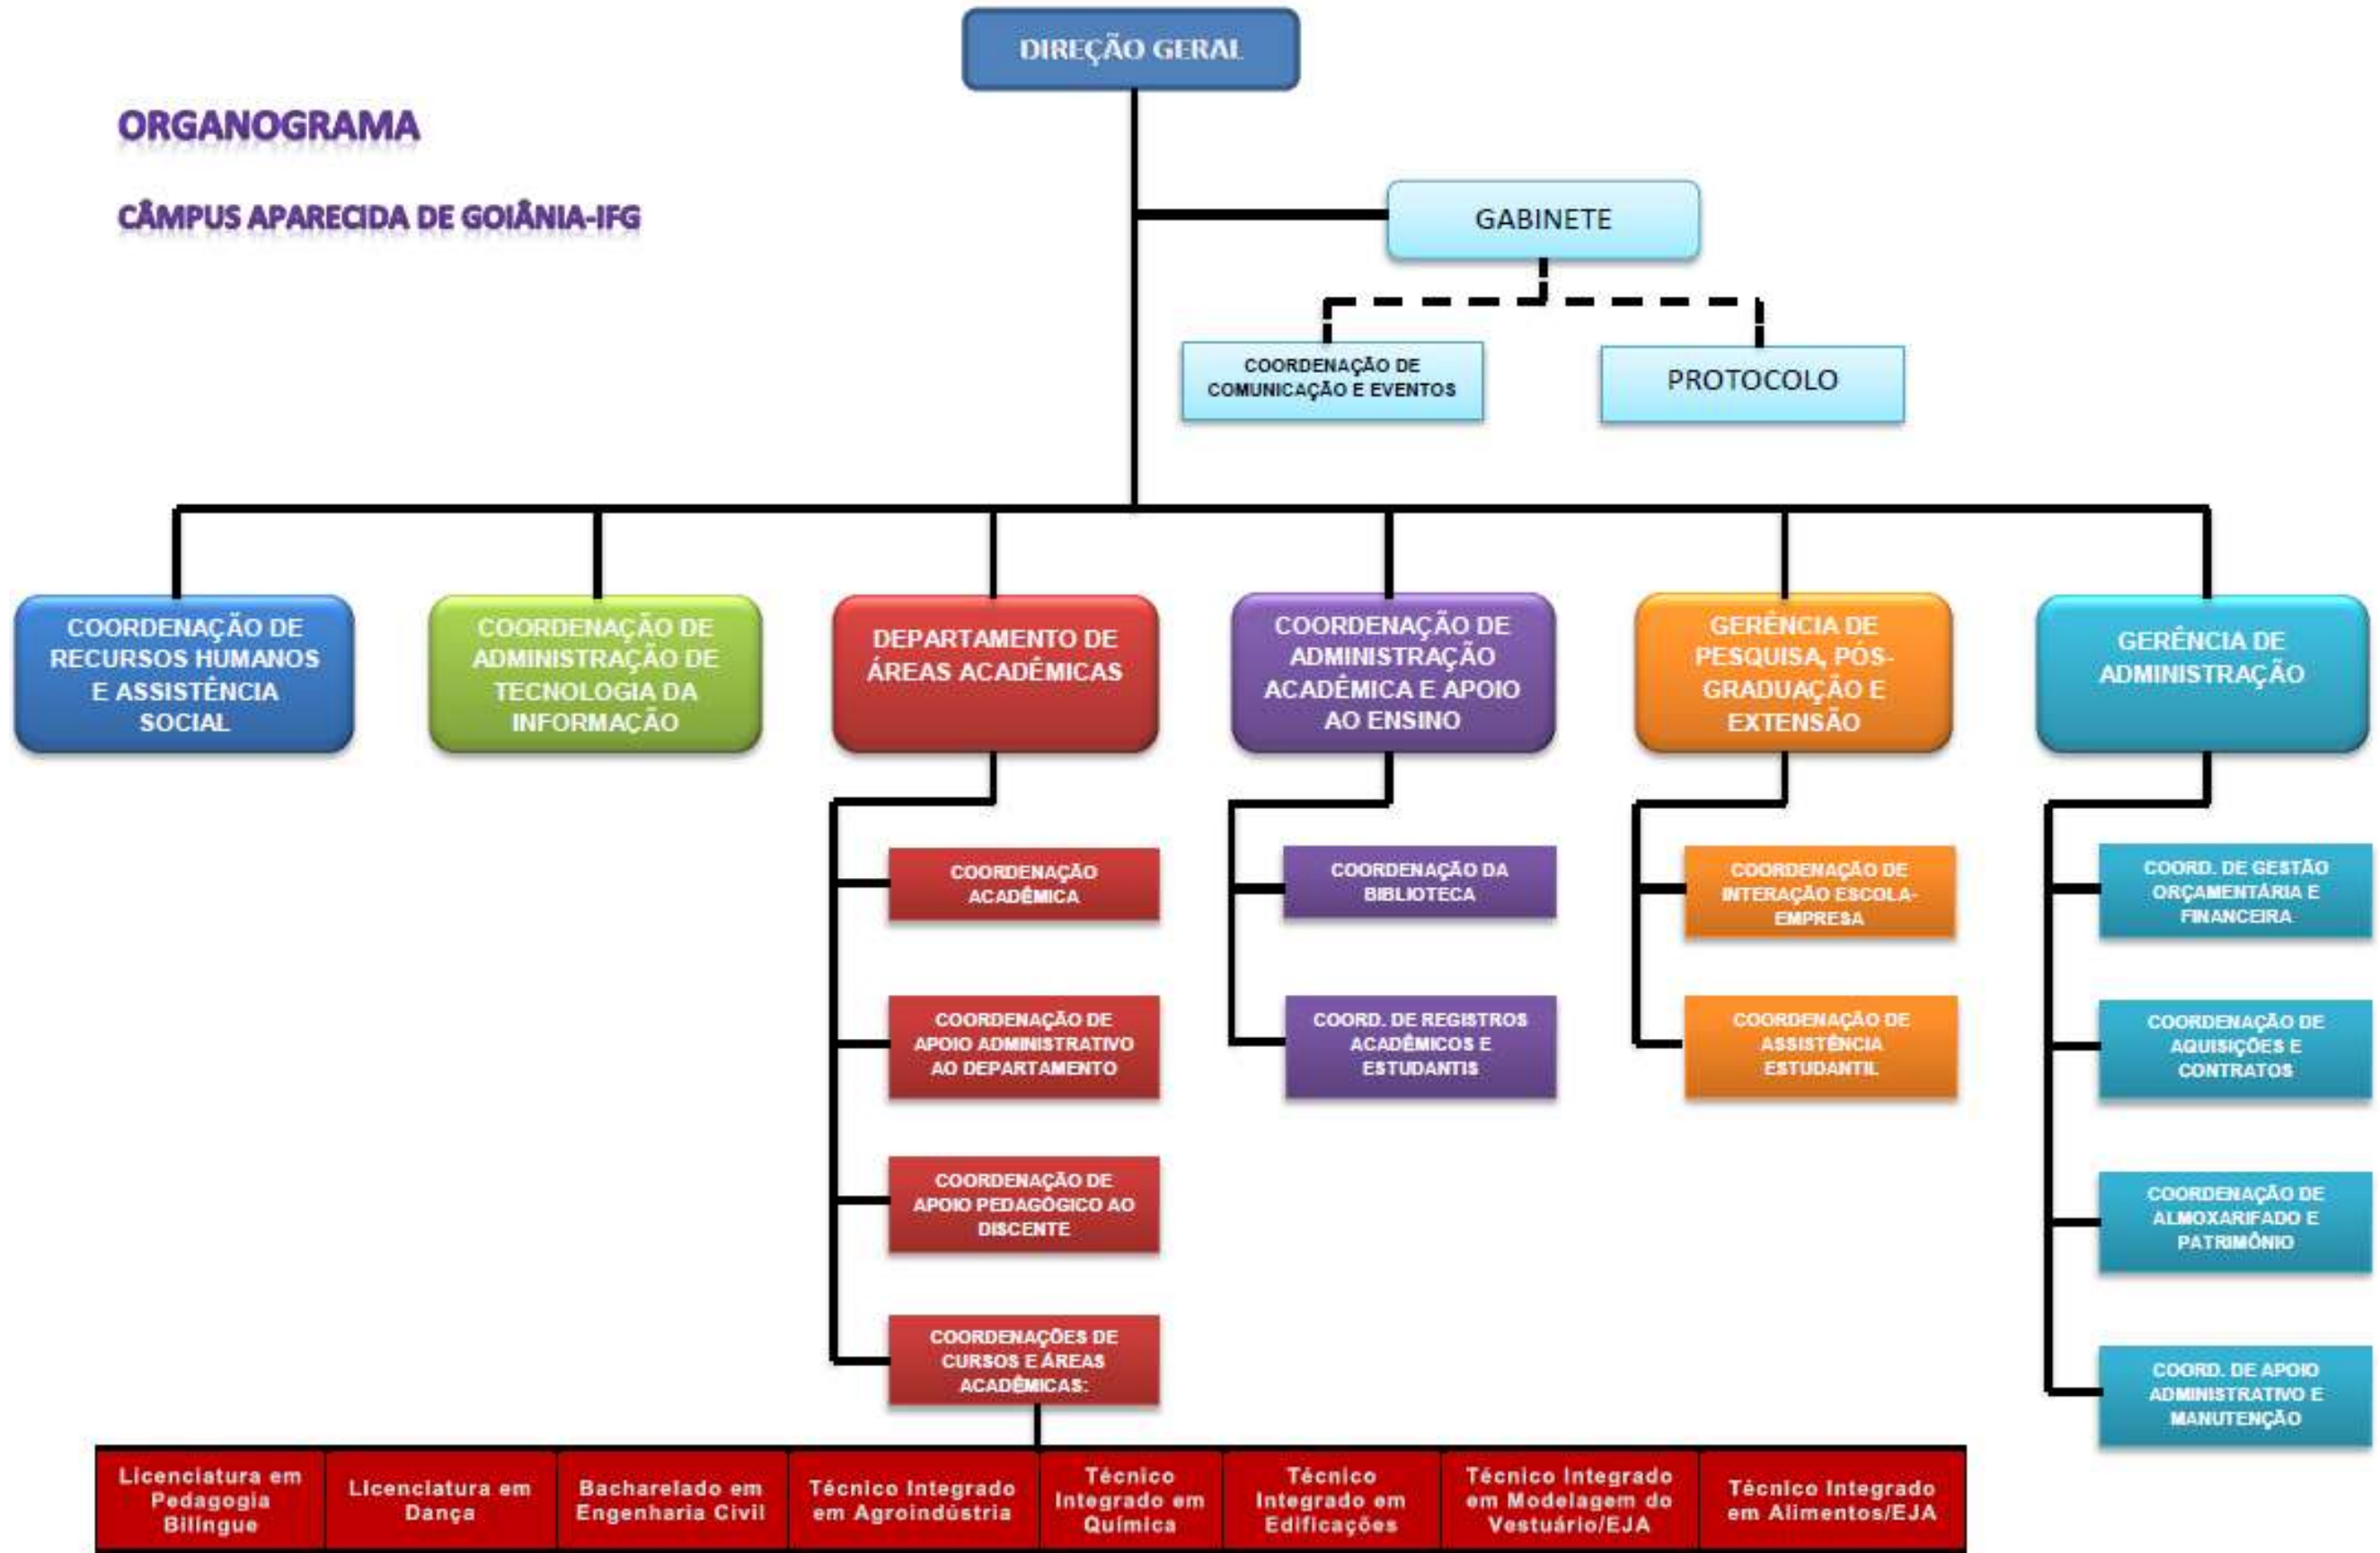 DIREÇÃO GERAL
ORGANOGRAMA
CÂMPUS APARECIDA DE GOIÂNIA-IFG
GABINETE
COORDENAÇÃO DE
COMUNICAÇÃO E EVENTOS
PROTOCOLO
COORDENAÇÃO DE
RECURSOS HUMANOS
E ASSISTÊNCIA
SOCIAL
COORDENAÇÃO DE
ADMINISTRAÇÃO DE
TECNOLOGIA DA
INFORMAÇÃO
DEPARTAMENTO DE
ÁREAS ACADÊMICAS
COORDENAÇÃO DE
ADMINISTRAÇÃO
ACADÊMICA E APOIO
AO ENSINO
GERÊNCIA DE
PESQUISA, PÓS-
GRADUAÇÃO E
EXTENSÃO
GERÊNCIA DE
ADMINISTRAÇÃO
COORDENAÇÃO
ACADÊMICA
COORDENAÇÃO DE
APOIO ADMINISTRATIVO
AO DEPARTAMENTO
COORDENAÇÃO DE
APOIO PEDAGÓGICO AO
DISCENTE
COORDENAÇÕES DE
CURSOS E ÁREAS
ACADÊMICAS:
COORDENAÇÃO DA
BIBLIOTECA
COORD. DE REGISTROS
ACADÊMICOS E
ESTUDANTIS
COORDENAÇÃO DE
INTERAÇÃO ESCOLA-
EMPRESA
COORDENAÇÃO DE
ASSISTÊNCIA
ESTUDANTIL
COORD. DE GESTÃO
ORÇAMENTÁRIA E
FINANCEIRA
COORDENAÇÃO DE
AQUISIÇÕES E
CONTRATOS
COORDENAÇÃO DE
ALMOXARIFADO E
PATRIMÔNIO
COORD. DE APOIO
ADMINISTRATIVO E
MANUTENÇÃO
Licenciatura em
Pedagogia
Bilíngue
Licenciatura em
Dança
Bacharelado em
Engenharia Civil
Técnico Integrado
em Agroindústria
Técnico
Integrado em
Química
Técnico
Integrado em
Edificações
Técnico Integrado
em Modelagem do
Vestuário/EJA
Técnico Integrado
em Alimentos/EJA